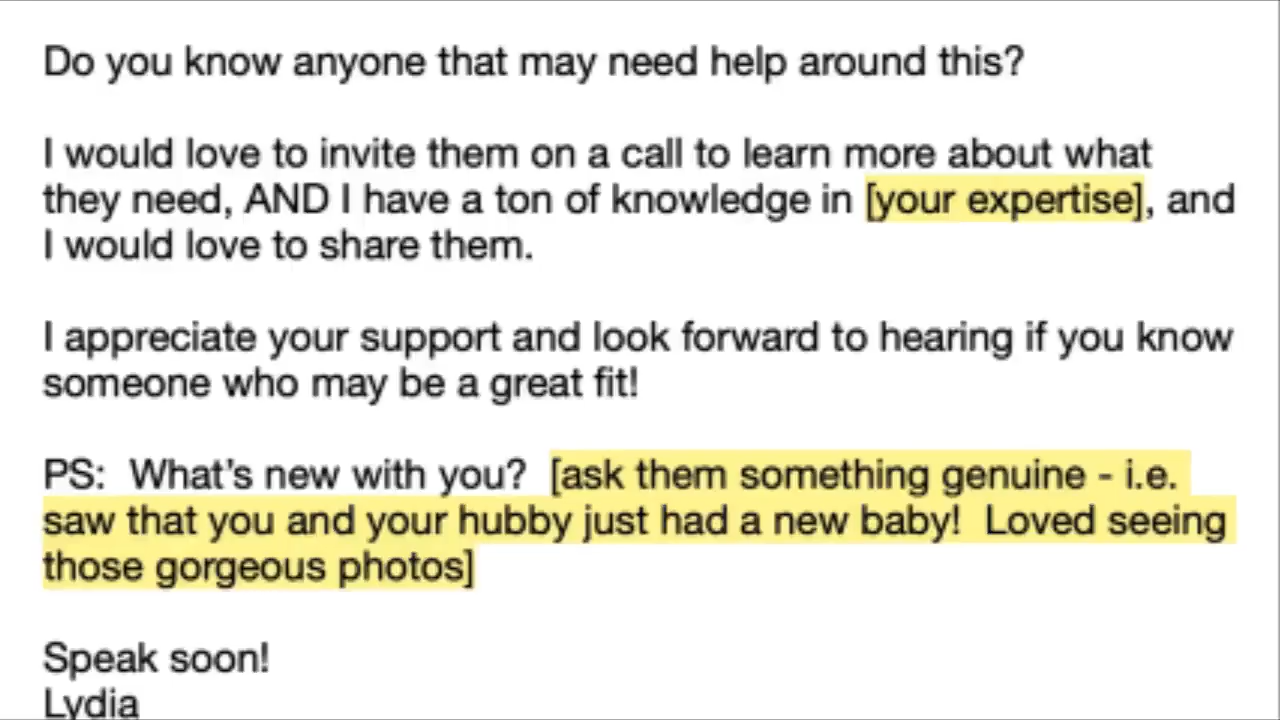 Do you know anyone that may need help around this?
I would love to invite them on a call to learn more about what
they need, AND I have a ton of knowledge in [your expertise], and
I would love to share them.
I appreciate your support and look forward to hearing if you know
someone who may be a great fit!
PS:  What's new with you?  [ask them something genuine - i.e.
saw that you and your hubby just had a new baby!  Loved seeing
those gorgeous photos]
Speak soon!
Lydia